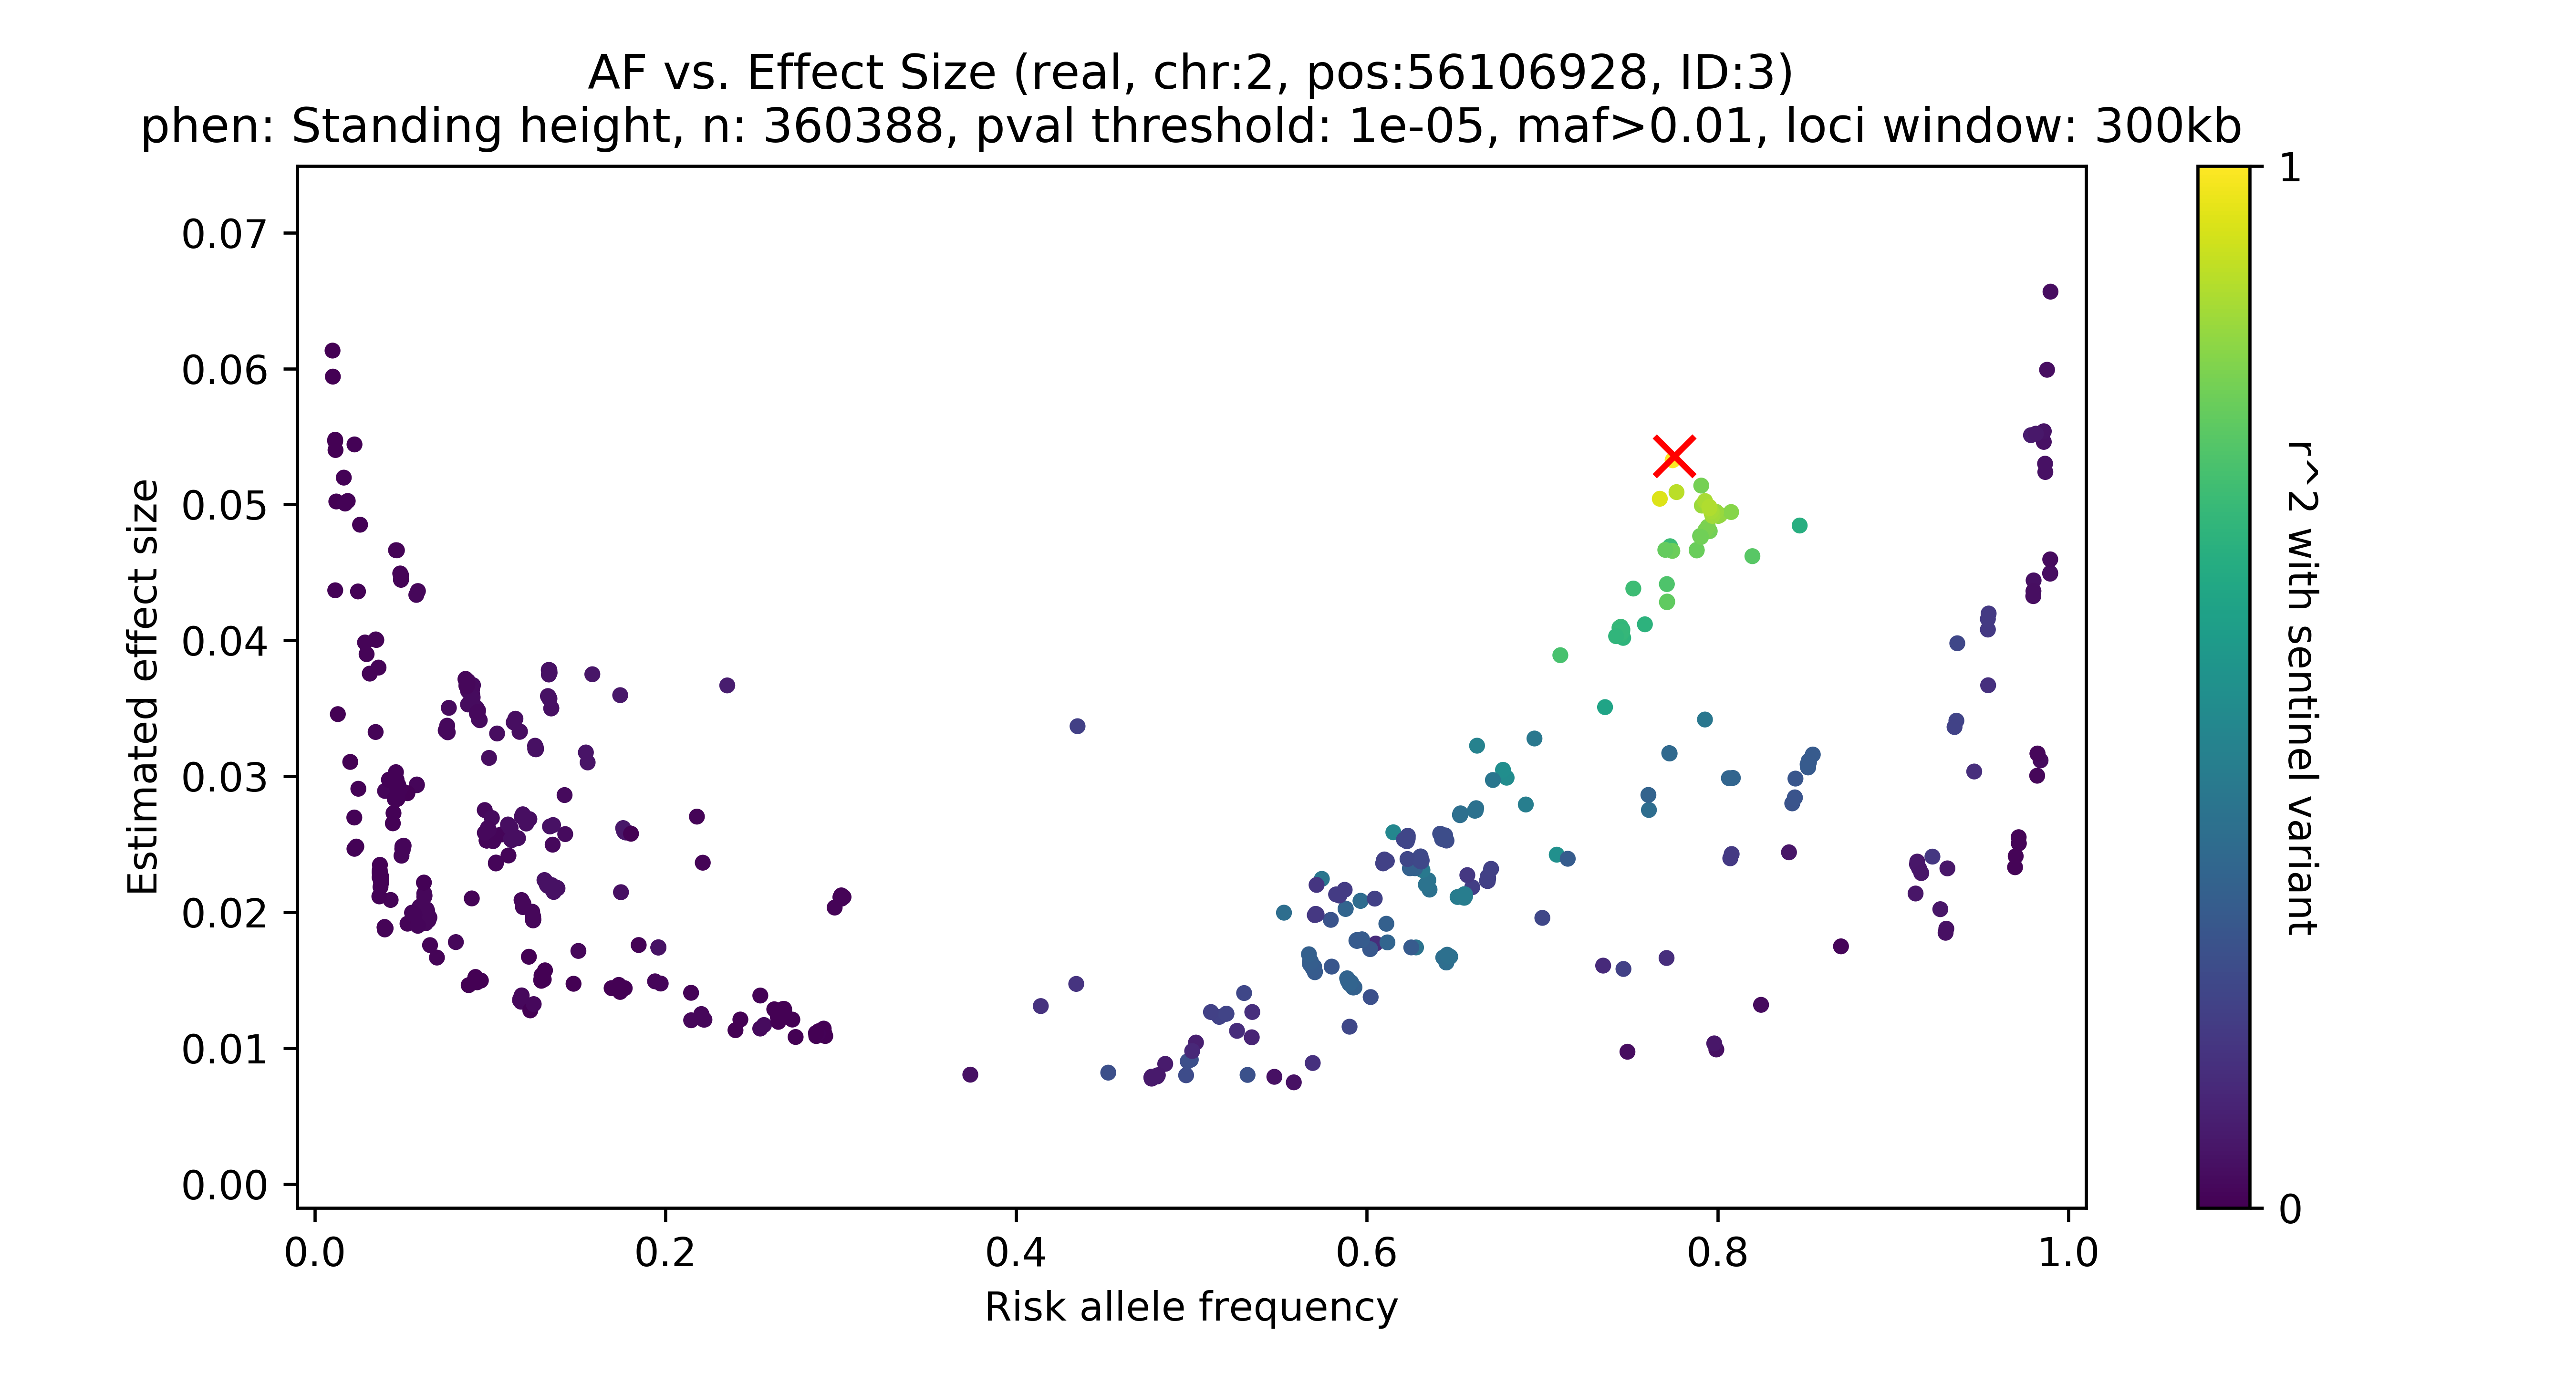 AF vs. Effect Size (real, chr:2, pos:56106928, ID:3)
phen: Standing height, n: 360388, pval threshold: 1e-05, maf>0.01, loci window: 300kb
1
0.07
0.06
0.05
0.04
0.03
0.02
0.01
0.00
Estimated effect size
r^2 with sentinel variant
0
0.0 0.2 0.4 0.6 0.8 1.0
Risk allele frequency